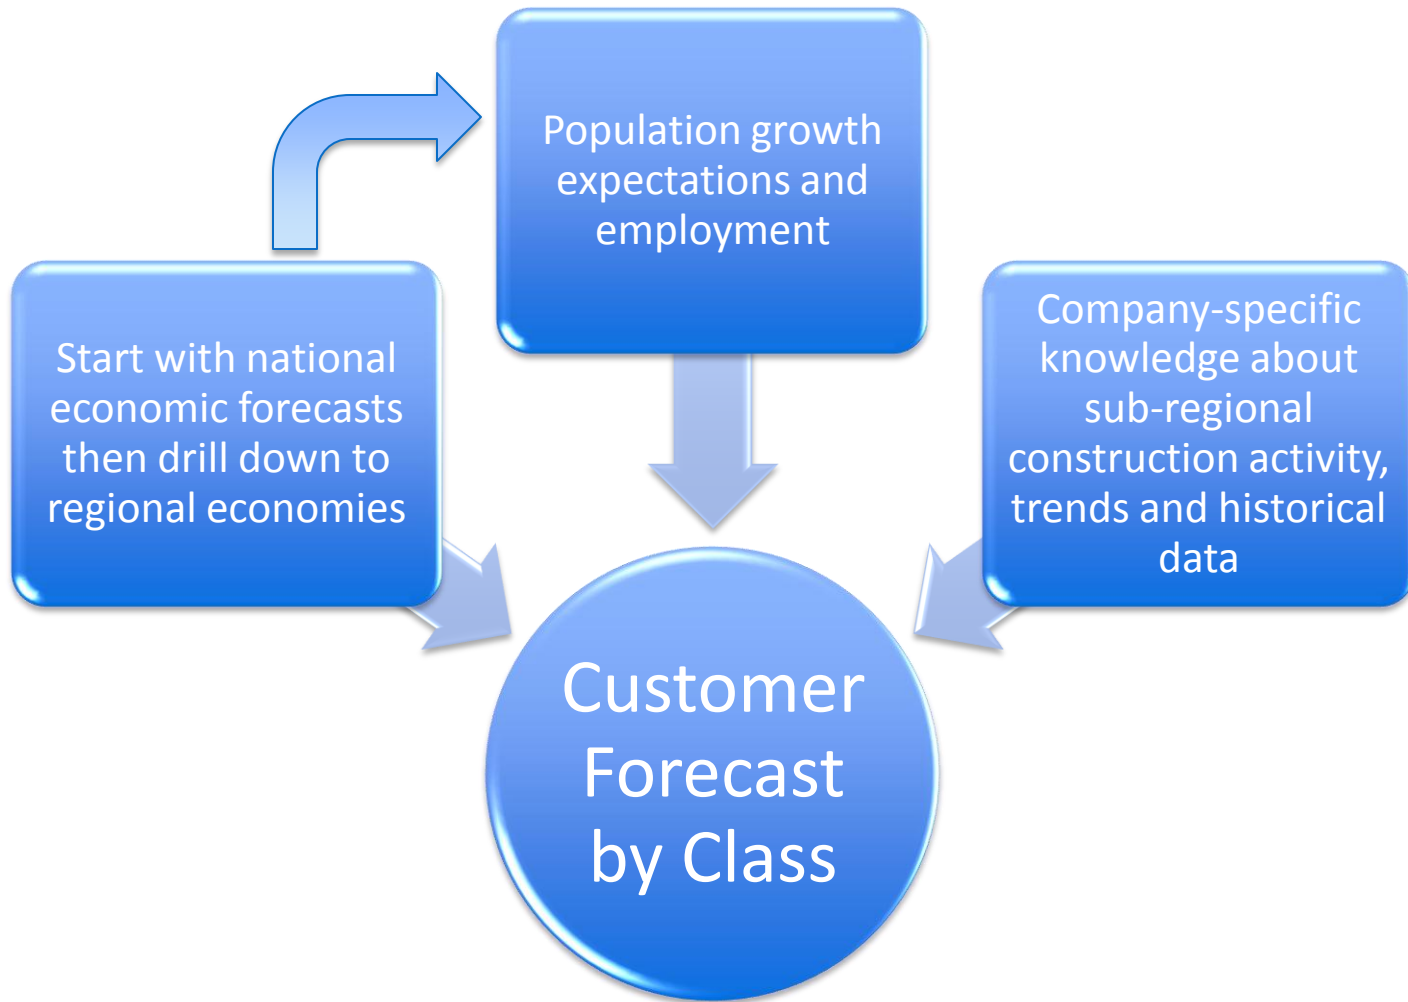 Population growth
expectations and
employment
Start with national
economic forecasts
then drill down to
regional economies
Company-specific
knowledge about
sub-regional
construction activity,
trends and historical
data
Customer
Forecast
by Class